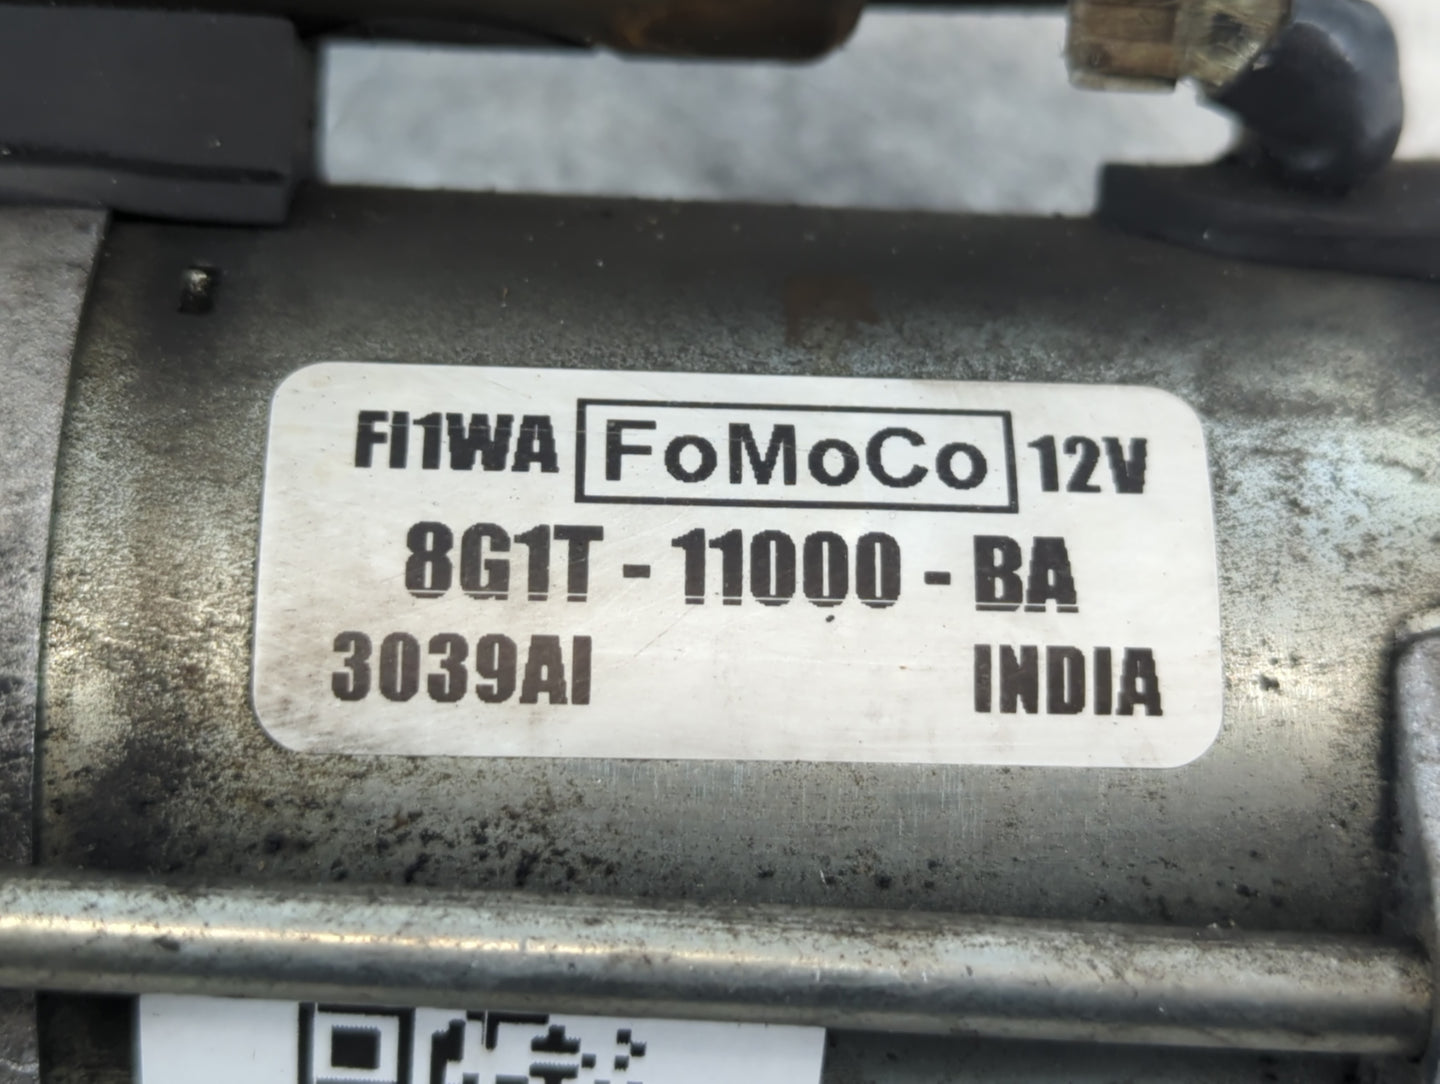 FI1WA FoMoCo 12V
8G1T - 11000 - BA
3039AI INDIA